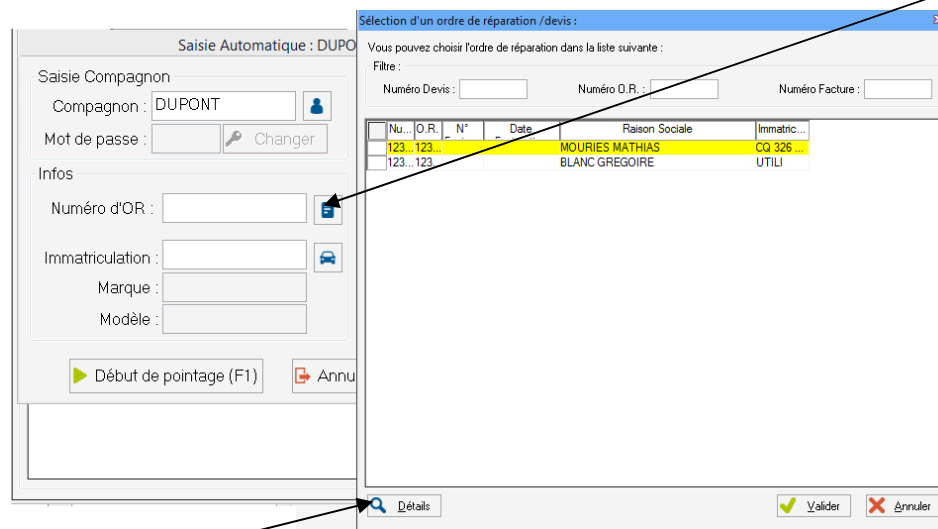 Saisie Automatique : DUPO
Saisie Compagnon
Compagnon : DUPONT
Mot de passe : Changer
Infos
Numéro d'OR :
Immatriculation :
Marque :
Modèle :
Début de pointage (F1) Annu
Sélection d'un ordre de réparation /devis :
Vous pouvez choisir l'ordre de réparation dans la liste suivante :
Filtre :
Numéro Devis : Numéro O.R. : Numéro Facture :
Nu... O.R. N° Date Raison Sociale Immatric...
123... 123... MOURIES MATHIAS CQ 326 ...
123... 123... BLANC GREGOIRE UTILI
Détails Valider Annuler